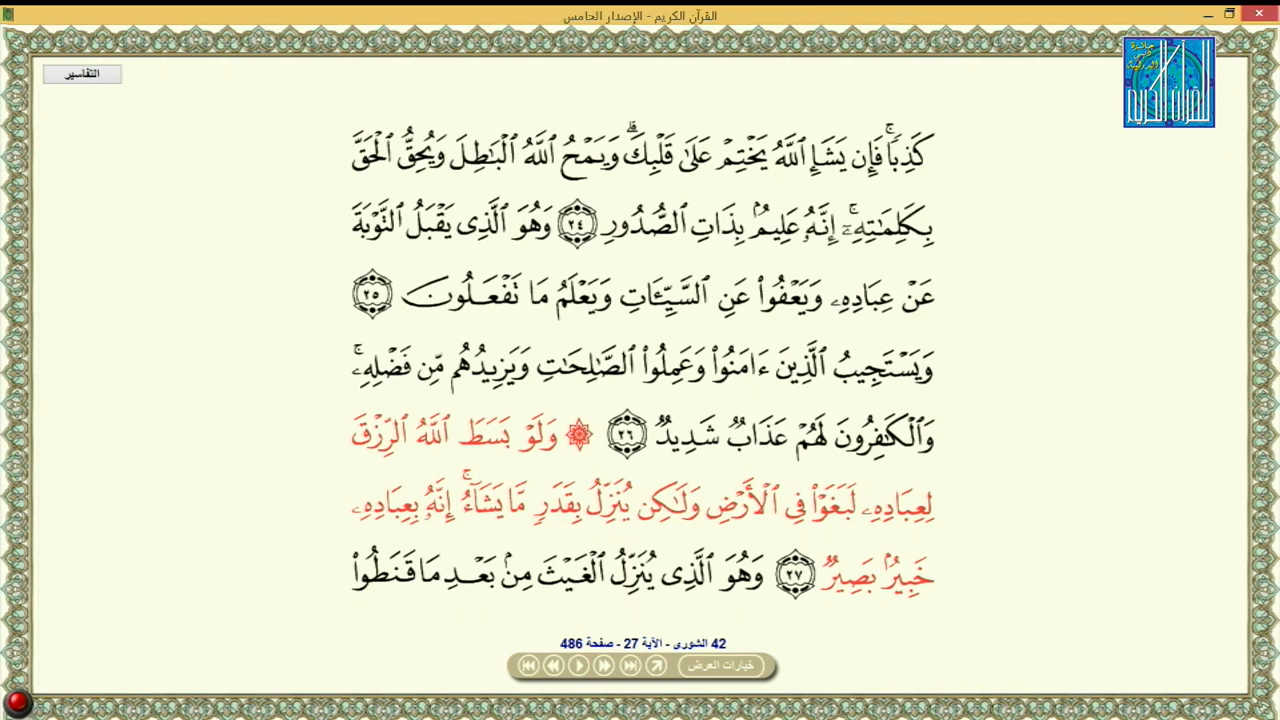 القرآن الكريم - الإصدار الخامس
التفاسير
كَذِبًاۖ فَإِن يَشَإِ ٱللَّهُ يَخْتِمْ عَلَىٰ قَلْبِكَۗ وَيَمْحُ ٱللَّهُ ٱلْبَٰطِلَ وَيُحِقُّ ٱلْحَقَّ
بِكَلِمَٰتِهِۦٓۚ إِنَّهُۥ عَلِيمٌۢ بِذَاتِ ٱلصُّدُورِ ٢٤ وَهُوَ ٱلَّذِى يَقْبَلُ ٱلتَّوْبَةَ
عَنْ عِبَادِهِۦ وَيَعْفُوا۟ عَنِ ٱلسَّيِّـَٔاتِ وَيَعْلَمُ مَا تَفْعَلُونَ ٢٥
وَيَسْتَجِيبُ ٱلَّذِينَ ءَامَنُوا۟ وَعَمِلُوا۟ ٱلصَّٰلِحَٰتِ وَيَزِيدُهُم مِّن فَضْلِهِۦۚ
وَٱلْكَٰفِرُونَ لَهُمْ عَذَابٌ شَدِيدٌ ٢٦ ۞ وَلَوْ بَسَطَ ٱللَّهُ ٱلرِّزْقَ
لِعِبَادِهِۦ لَبَغَوْا۟ فِى ٱلْأَرْضِ وَلَٰكِن يُنَزِّلُ بِقَدَرٍ مَّا يَشَآءُۚ إِنَّهُۥ بِعِبَادِهِۦ
خَبِيرٌۢ بَصِيرٌ ٢٧ وَهُوَ ٱلَّذِى يُنَزِّلُ ٱلْغَيْثَ مِنۢ بَعْدِ مَا قَنَطُوا۟
42 الشورى - الآية 27 - صفحة 486
خيارات العرض